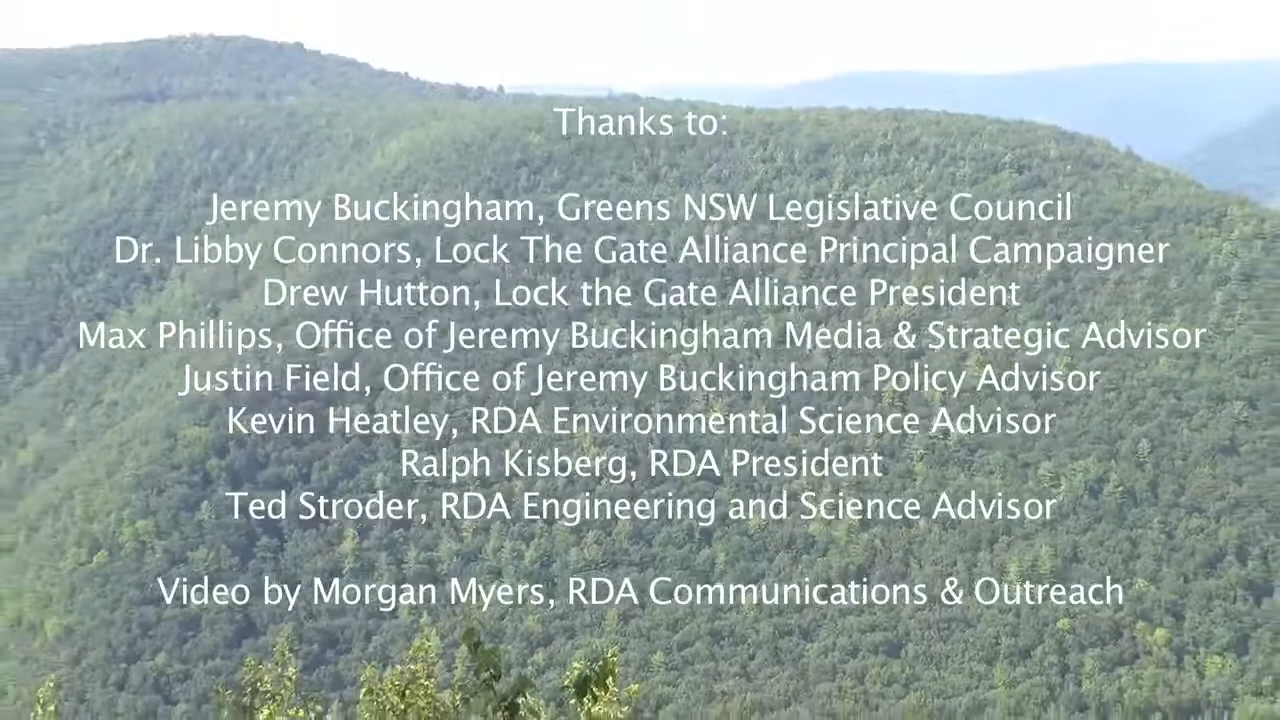 Thanks to:
Jeremy Buckingham, Greens NSW Legislative Council
Dr. Libby Connors, Lock The Gate Alliance Principal Campaigner
Drew Hutton, Lock the Gate Alliance President
Max Phillips, Office of Jeremy Buckingham Media & Strategic Advisor
Justin Field, Office of Jeremy Buckingham Policy Advisor
Kevin Heatley, RDA Environmental Science Advisor
Ralph Kisberg, RDA President
Ted Stroder, RDA Engineering and Science Advisor
Video by Morgan Myers, RDA Communications & Outreach